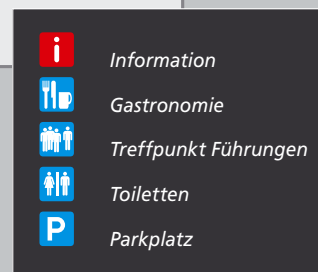 i Information
Gastronomie
Treffpunkt Führungen
Toiletten
P Parkplatz